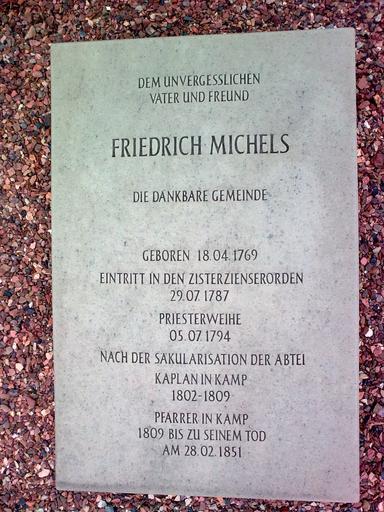 DEM UNVERGESSLICHEN
VATER UND FREUND
FRIEDRICH MICHELS
DIE DANKBARE GEMEINDE
GEBOREN 18.04.1769
EINTRITT IN DEN ZISTERZIENSERORDEN
29.07.1787
PRIESTERWEIHE
05.07.1794
NACH DER SAKULARISATION DER ABTEI
KAPLAN IN KAMP
1802-1809
PFARRER IN KAMP
1809 BIS ZU SEINEM TOD
AM 28.02.1851